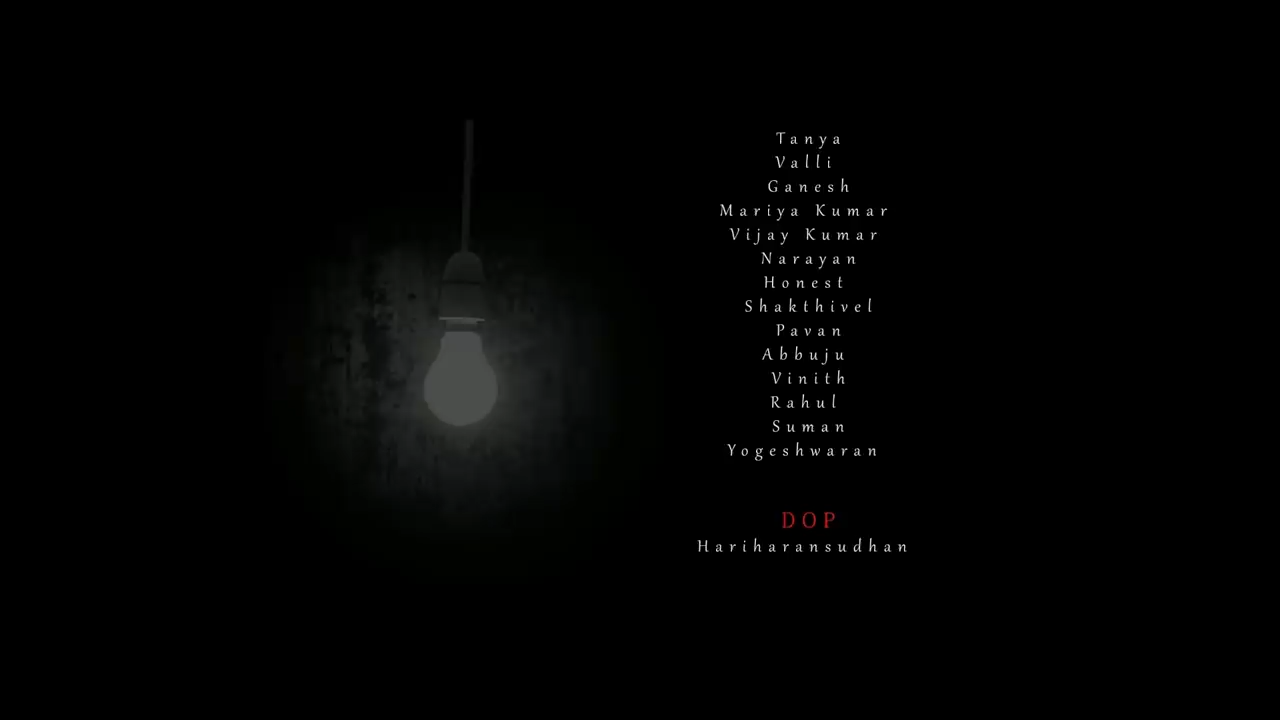 Tanya
Valli
Ganesh
Mariya Kumar
Vijay Kumar
Narayan
Honest
Shakthivel
Pavan
Abbuju
Vinith
Rahul
Suman
Yogeshwaran
DOP
Hariharansudhan